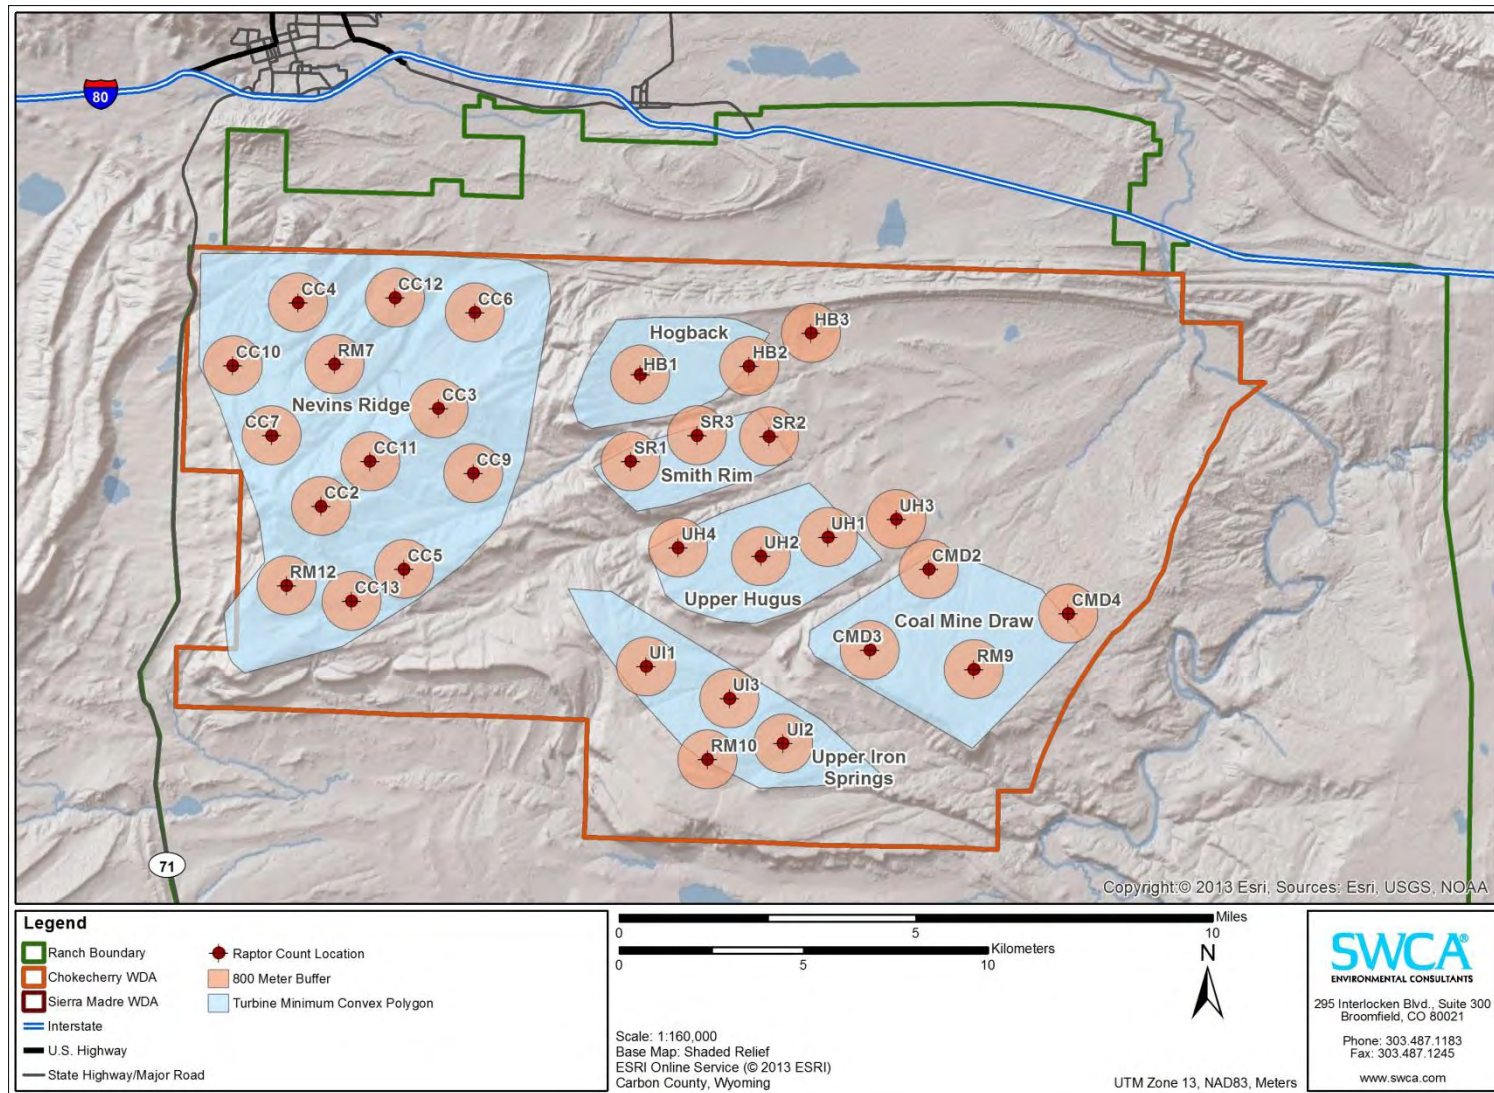 80
CC4
CC12
CC6
CC10
RM7
Hogback
HB3
HB1
HB2
CC3
Nevins Ridge
CC7
CC11
SR3
SR2
SR1
CC9
Smith Rim
CC2
UH3
UH4
UH1
UH2
CC5
CMD2
RM12
CC13
Upper Hugus
CMD4
Coal Mine Draw
CMD3
UI1
RM9
UI3
UI2
RM10
Upper Iron
Springs
71
Copyright:© 2013 Esri, Sources: Esri, USGS, NOAA
Legend
Ranch Boundary
Chokecherry WDA
Sierra Madre WDA
Interstate
U.S. Highway
State Highway/Major Road
Raptor Count Location
800 Meter Buffer
Turbine Minimum Convex Polygon
Miles
0 5 10
Kilometers
0 5 10
N
Scale: 1:160,000
Base Map: Shaded Relief
ESRI Online Service (© 2013 ESRI)
Carbon County, Wyoming
UTM Zone 13, NAD83, Meters
SWCA®
ENVIRONMENTAL CONSULTANTS
295 Interlocken Blvd., Suite 300
Broomfield, CO 80021
Phone: 303.487.1183
Fax: 303.487.1245
www.swca.com